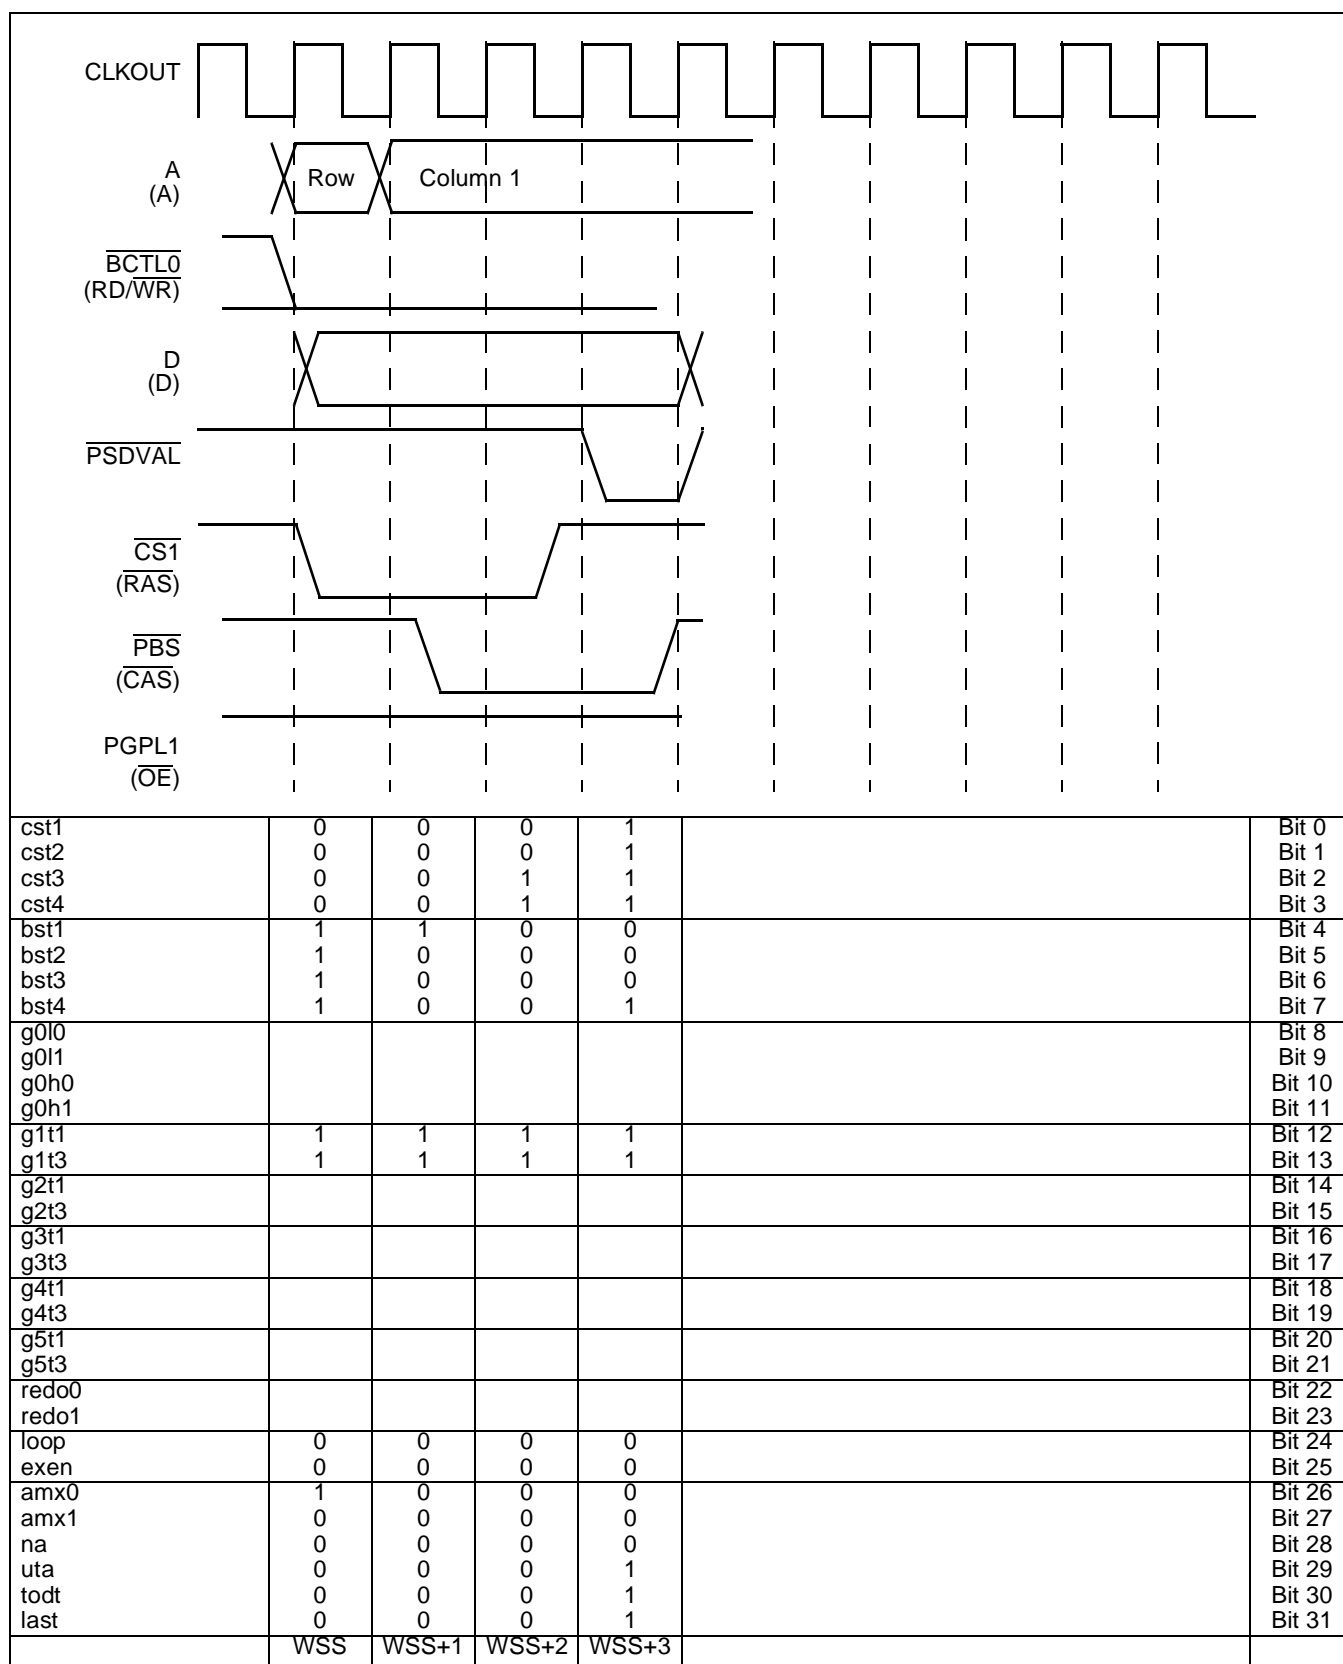 CLKOUT
A
(A)
Row
Column 1
BCTL0
(RD/WR)
D
(D)
PSDVAL
CS1
(RAS)
PBS
(CAS)
PGPL1
(OE)
cst1 0 0 0 1 Bit 0
cst2 0 0 0 1 Bit 1
cst3 0 0 1 1 Bit 2
cst4 0 0 1 1 Bit 3
bst1 1 1 0 0 Bit 4
bst2 1 0 0 0 Bit 5
bst3 1 0 0 0 Bit 6
bst4 1 0 0 1 Bit 7
g0l0 Bit 8
g0l1 Bit 9
g0h0 Bit 10
g0h1 Bit 11
g1t1 1 1 1 1 Bit 12
g1t3 1 1 1 1 Bit 13
g2t1 Bit 14
g2t3 Bit 15
g3t1 Bit 16
g3t3 Bit 17
g4t1 Bit 18
g4t3 Bit 19
g5t1 Bit 20
g5t3 Bit 21
redo0 Bit 22
redo1 Bit 23
loop 0 0 0 0 Bit 24
exen 0 0 0 0 Bit 25
amx0 1 0 0 0 Bit 26
amx1 0 0 0 0 Bit 27
na 0 0 0 0 Bit 28
uta 0 0 0 1 Bit 29
todt 0 0 0 1 Bit 30
last 0 0 0 1 Bit 31
WSS WSS+1 WSS+2 WSS+3